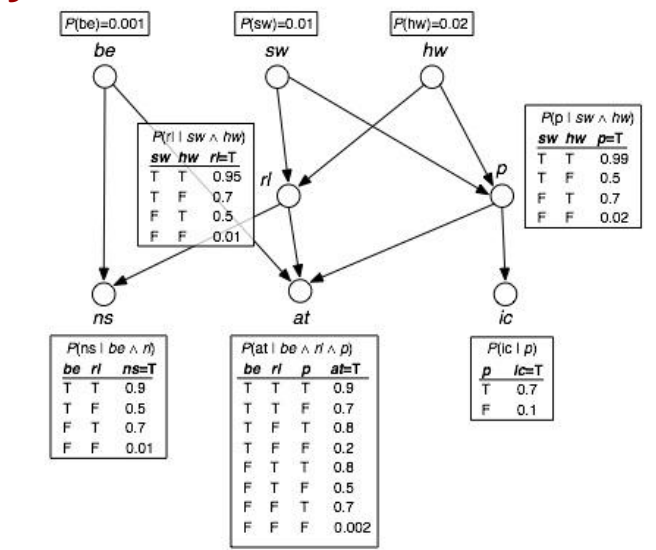 P(be)=0.001
P(sw)=0.01
P(hw)=0.02
be
sw
hw
P(rl | sw ∧ hw)
sw hw rl=T
T T 0.95
T F 0.7
F T 0.5
F F 0.01
rl
p
P(p | sw ∧ hw)
sw hw p=T
T T 0.99
T F 0.5
F T 0.7
F F 0.02
ns
at
ic
P(ns | be ∧ rl)
be rl ns=T
T T 0.9
T F 0.5
F T 0.7
F F 0.01
P(at | be ∧ rl ∧ p)
be rl p at=T
T T T 0.9
T T F 0.7
T F T 0.8
T F F 0.2
F T T 0.8
F T F 0.5
F F T 0.7
F F F 0.002
P(ic | p)
p ic=T
T 0.7
F 0.1